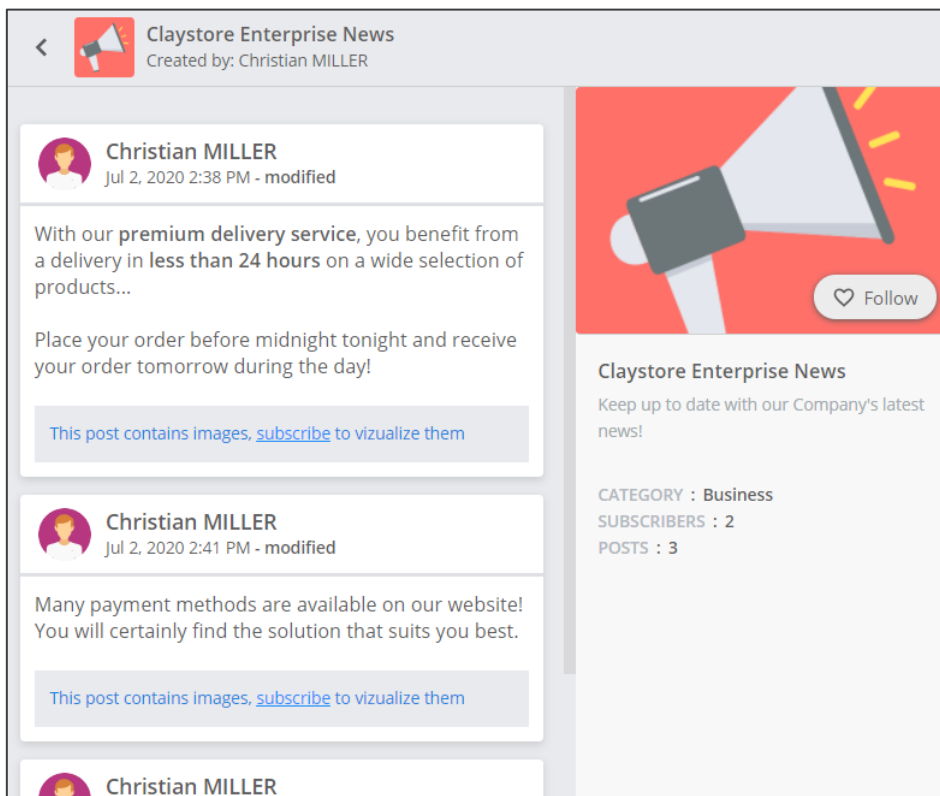 Claystore Enterprise News
Created by: Christian MILLER
Christian MILLER
Jul 2, 2020 2:38 PM - modified
With our premium delivery service, you benefit from
a delivery in less than 24 hours on a wide selection of
products...
Place your order before midnight tonight and receive
your order tomorrow during the day!
This post contains images, subscribe to vizualize them
Christian MILLER
Jul 2, 2020 2:41 PM - modified
Many payment methods are available on our website!
You will certainly find the solution that suits you best.
This post contains images, subscribe to vizualize them
Christian MILLER
Follow
Claystore Enterprise News
Keep up to date with our Company's latest
news!
CATEGORY : Business
SUBSCRIBERS : 2
POSTS : 3